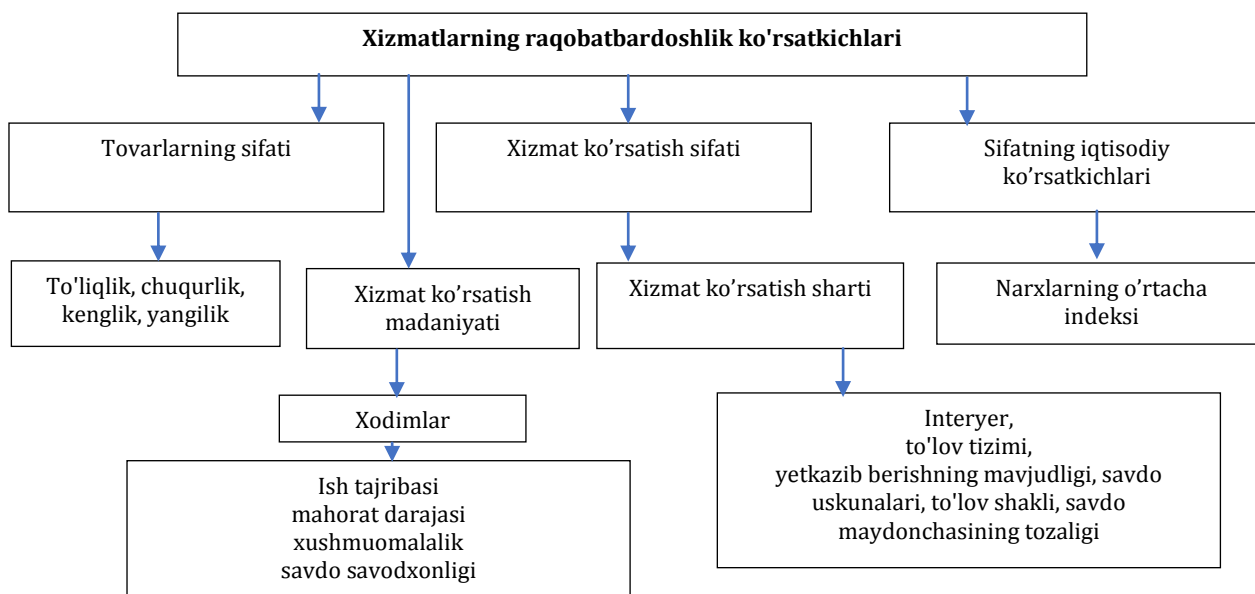 Xizmatlarning raqobatbardoshlik ko'rsatkichlari
Tovarlarning sifati
Xizmat ko’rsatish sifati
Sifatning iqtisodiy
ko’rsatkichlari
To'liqlik, chuqurlik,
kenglik, yangilik
Xizmat ko’rsatish
madaniyati
Xizmat ko’rsatish sharti
Narxlarning o’rtacha
indeksi
Xodimlar
Ish tajribasi
mahorat darajasi
xushmuomalalik
savdo savodxonligi
Interyer,
to'lov tizimi,
yetkazib berishning mavjudligi, savdo
uskunalari, to'lov shakli, savdo
maydonchasining tozaligi